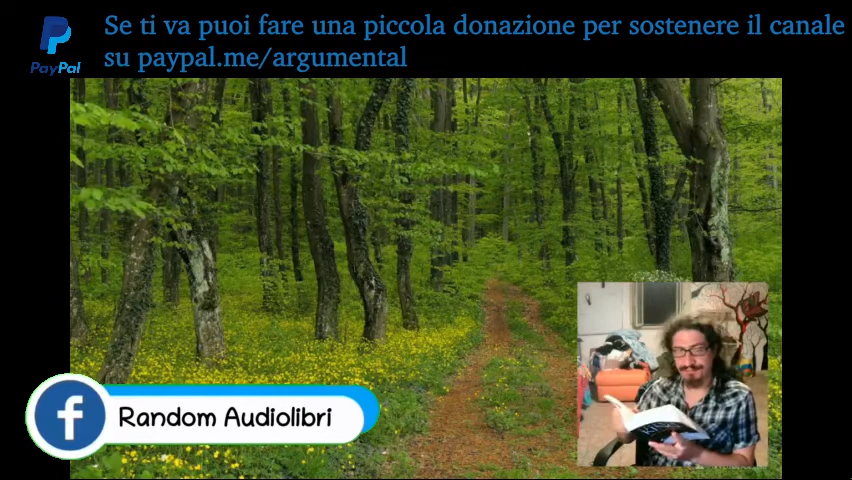 Se ti va puoi fare una piccola donazione per sostenere il canale
su paypal.me/argumental
PayPal
Random Audiolibri